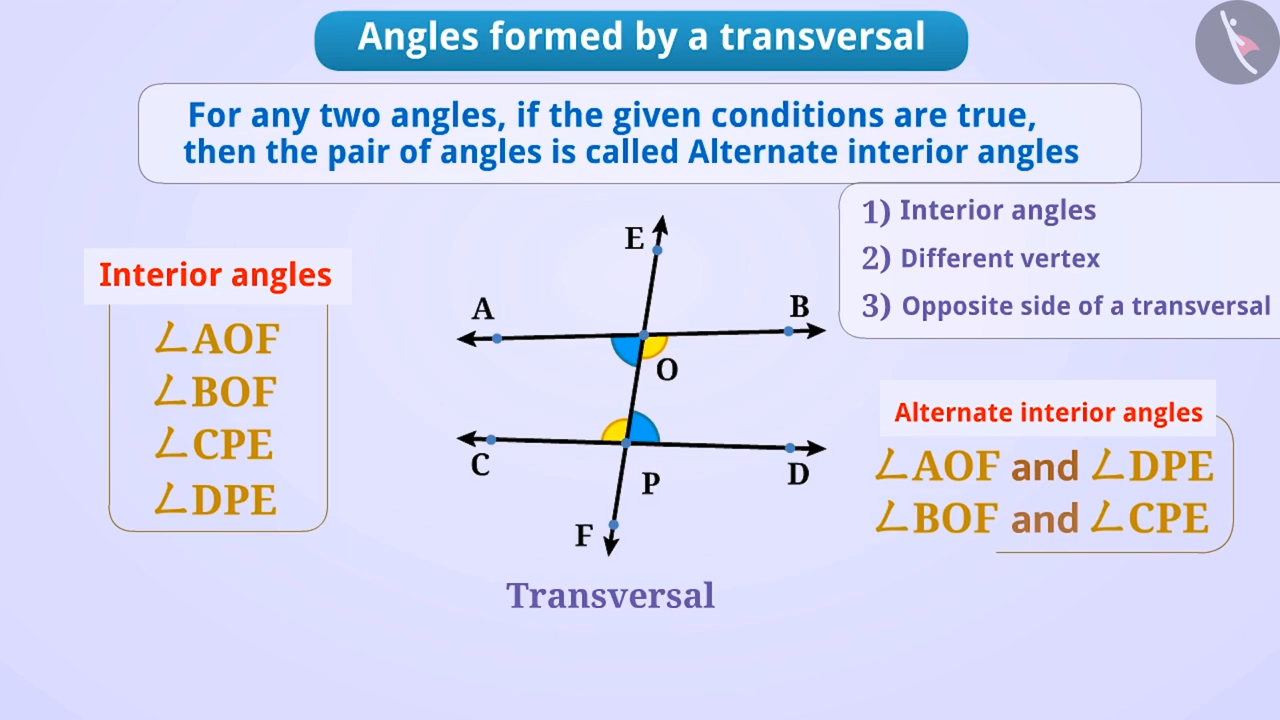 Angles formed by a transversal
For any two angles, if the given conditions are true,
then the pair of angles is called Alternate interior angles
1) Interior angles
2) Different vertex
3) Opposite side of a transversal
Interior angles
∠AOF
∠BOF
∠CPE
∠DPE
E
A
B
O
C
P
D
F
Transversal
Alternate interior angles
∠AOF and ∠DPE
∠BOF and ∠CPE